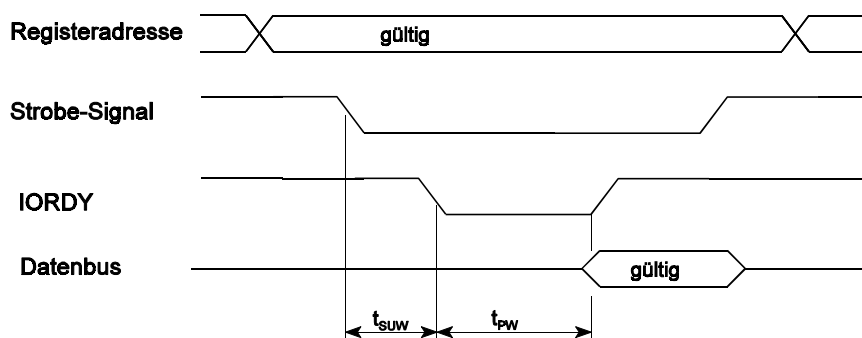 Registeradresse
gültig
Strobe-Signal
IORDY
Datenbus
gültig
tSUW
tPW